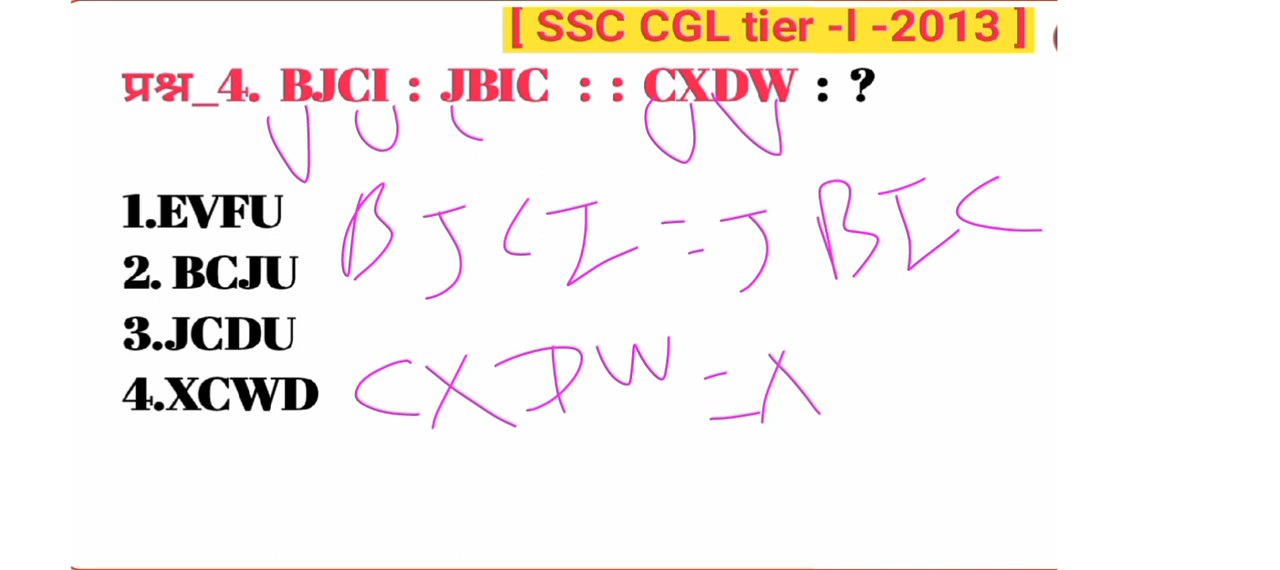 [ SSC CGL tier -I -2013 ]
प्रश्न_4. BJCI : JBIC : : CXDW : ?
1.EVFU
BJCI = JBIC
2. BCJU
3.JCDU
4.XCWD
CXDW = X